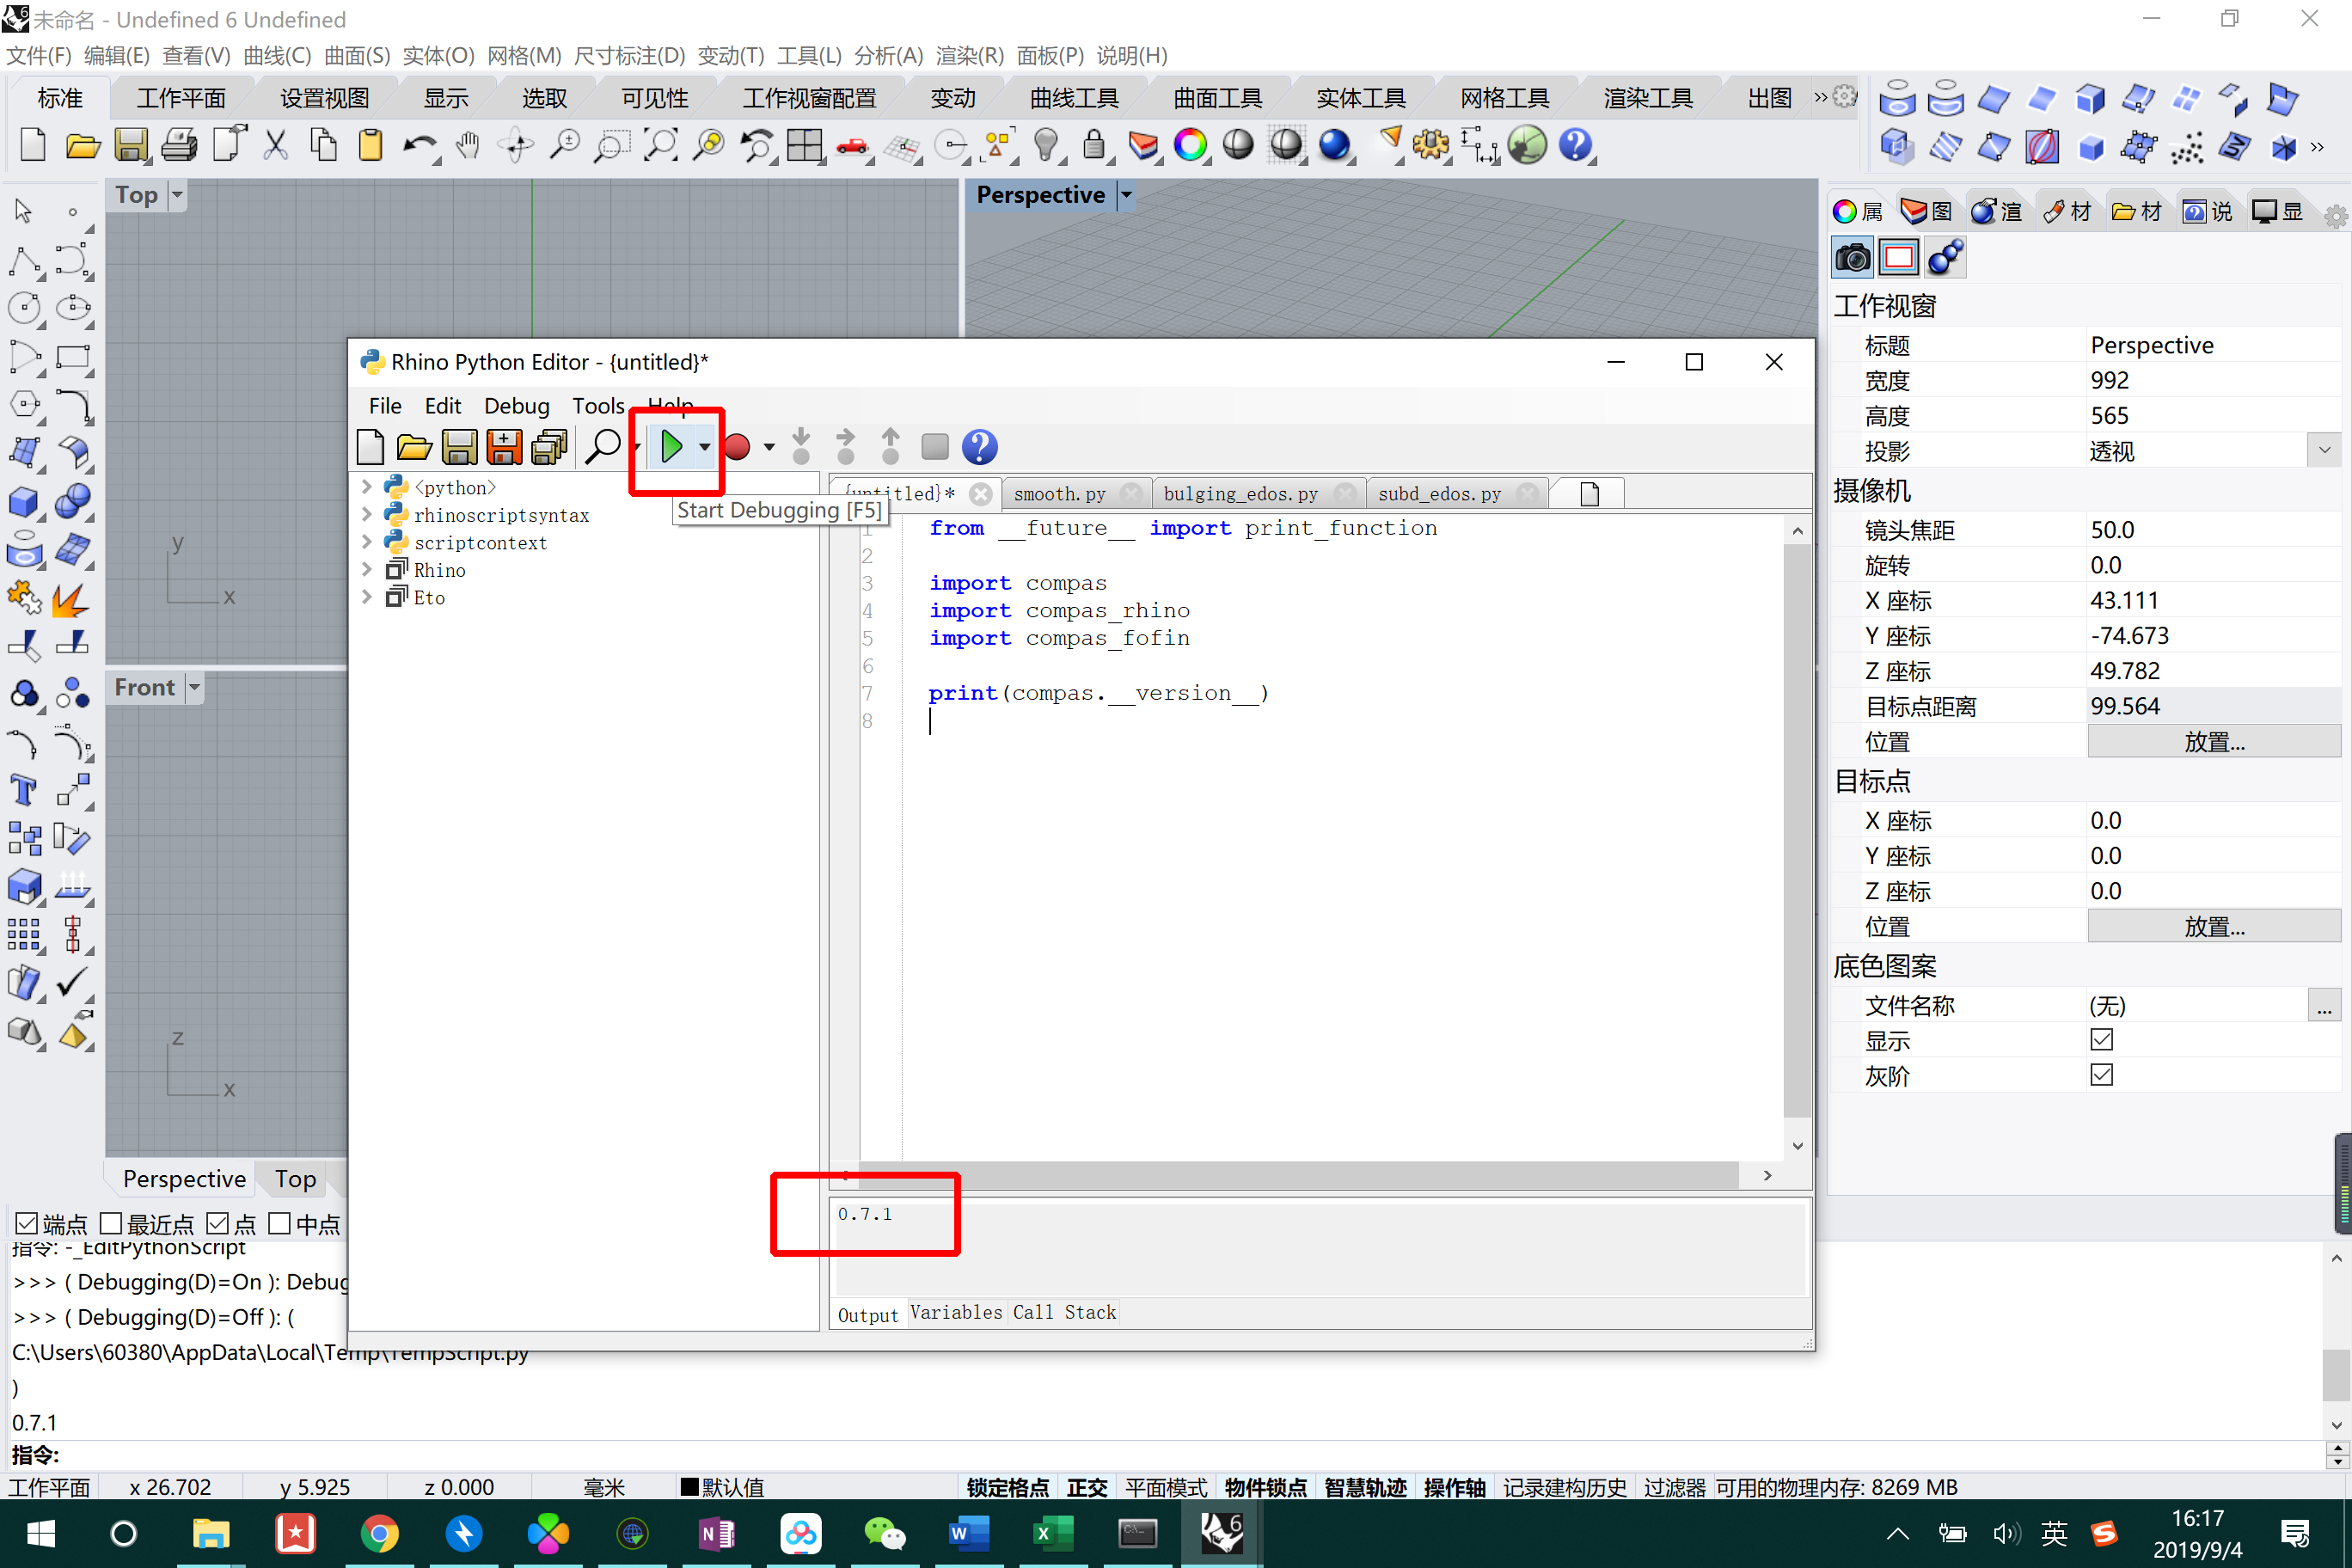 未命名 - Undefined 6 Undefined
文件(F) 编辑(E) 查看(V) 曲线(C) 曲面(S) 实体(O) 网格(M) 尺寸标注(D) 变动(T) 工具(L) 分析(A) 渲染(R) 面板(P) 说明(H)
标准 工作平面 设置视图 显示 选取 可见性 工作视窗配置 变动 曲线工具 曲面工具 实体工具 网格工具 渲染工具 出图
Top
Perspective
属 图 渲 材 材 说 显
工作视窗
标题 Perspective
宽度 992
高度 565
投影 透视
摄像机
镜头焦距 50.0
旋转 0.0
X 座标 43.111
Y 座标 -74.673
Z 座标 49.782
目标点距离 99.564
位置 放置...
目标点
X 座标 0.0
Y 座标 0.0
Z 座标 0.0
位置 放置...
底色图案
文件名称 (无) ...
显示
灰阶
y
x
Front
z
x
Rhino Python Editor - {untitled}*
File Edit Debug Tools Help
<python>
rhinoscriptsyntax
scriptcontext
Rhino
Eto
{untitled}* smooth.py bulging_edos.py subd_edos.py
Start Debugging [F5]
1 from __future__ import print_function
2
3 import compas
4 import compas_rhino
5 import compas_fofin
6
7 print(compas.__version__)
8
0.7.1
Output Variables Call Stack
Perspective Top
端点 最近点 点 中点
指令: -_EditPythonScript
>>> ( Debugging(D)=On ): Debug
>>> ( Debugging(D)=Off ): (
C:\Users\60380\AppData\Local\Temp\TempScript.py
)
0.7.1
指令:
工作平面 x 26.702 y 5.925 z 0.000 毫米 默认值 锁定格点 正交 平面模式 物件锁点 智慧轨迹 操作轴 记录建构历史 过滤器 可用的物理内存: 8269 MB
英
16:17
2019/9/4